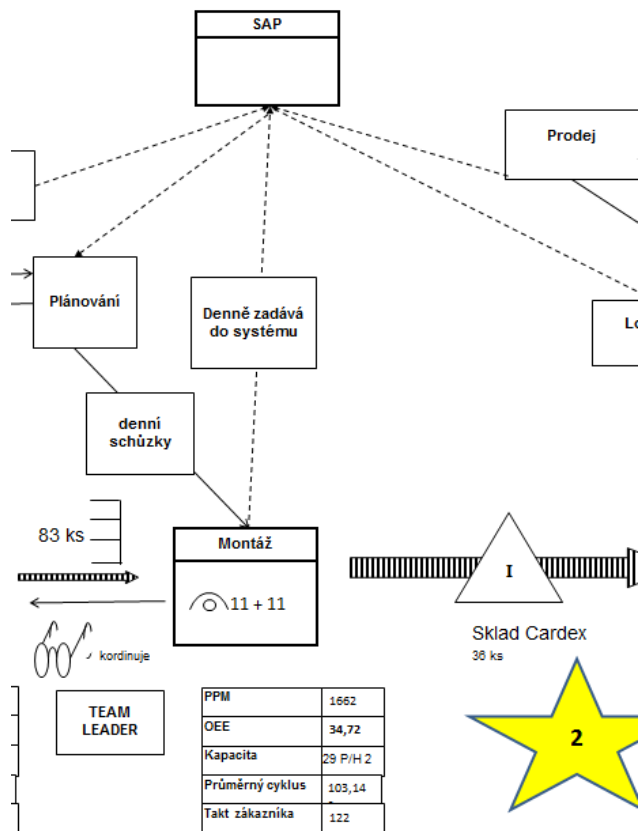 SAP
Prodej
Plánování
Denně zadává
do systému
Lo
denní
schůzky
83 ks
Montáž
I
11 + 11
Sklad Cardex
36 ks
kordinuje
TEAM
LEADER
PPM 1662
OEE 34,72
Kapacita 29 P/H 2
Průměrný cyklus 103,14
Takt zákazníka 122
2